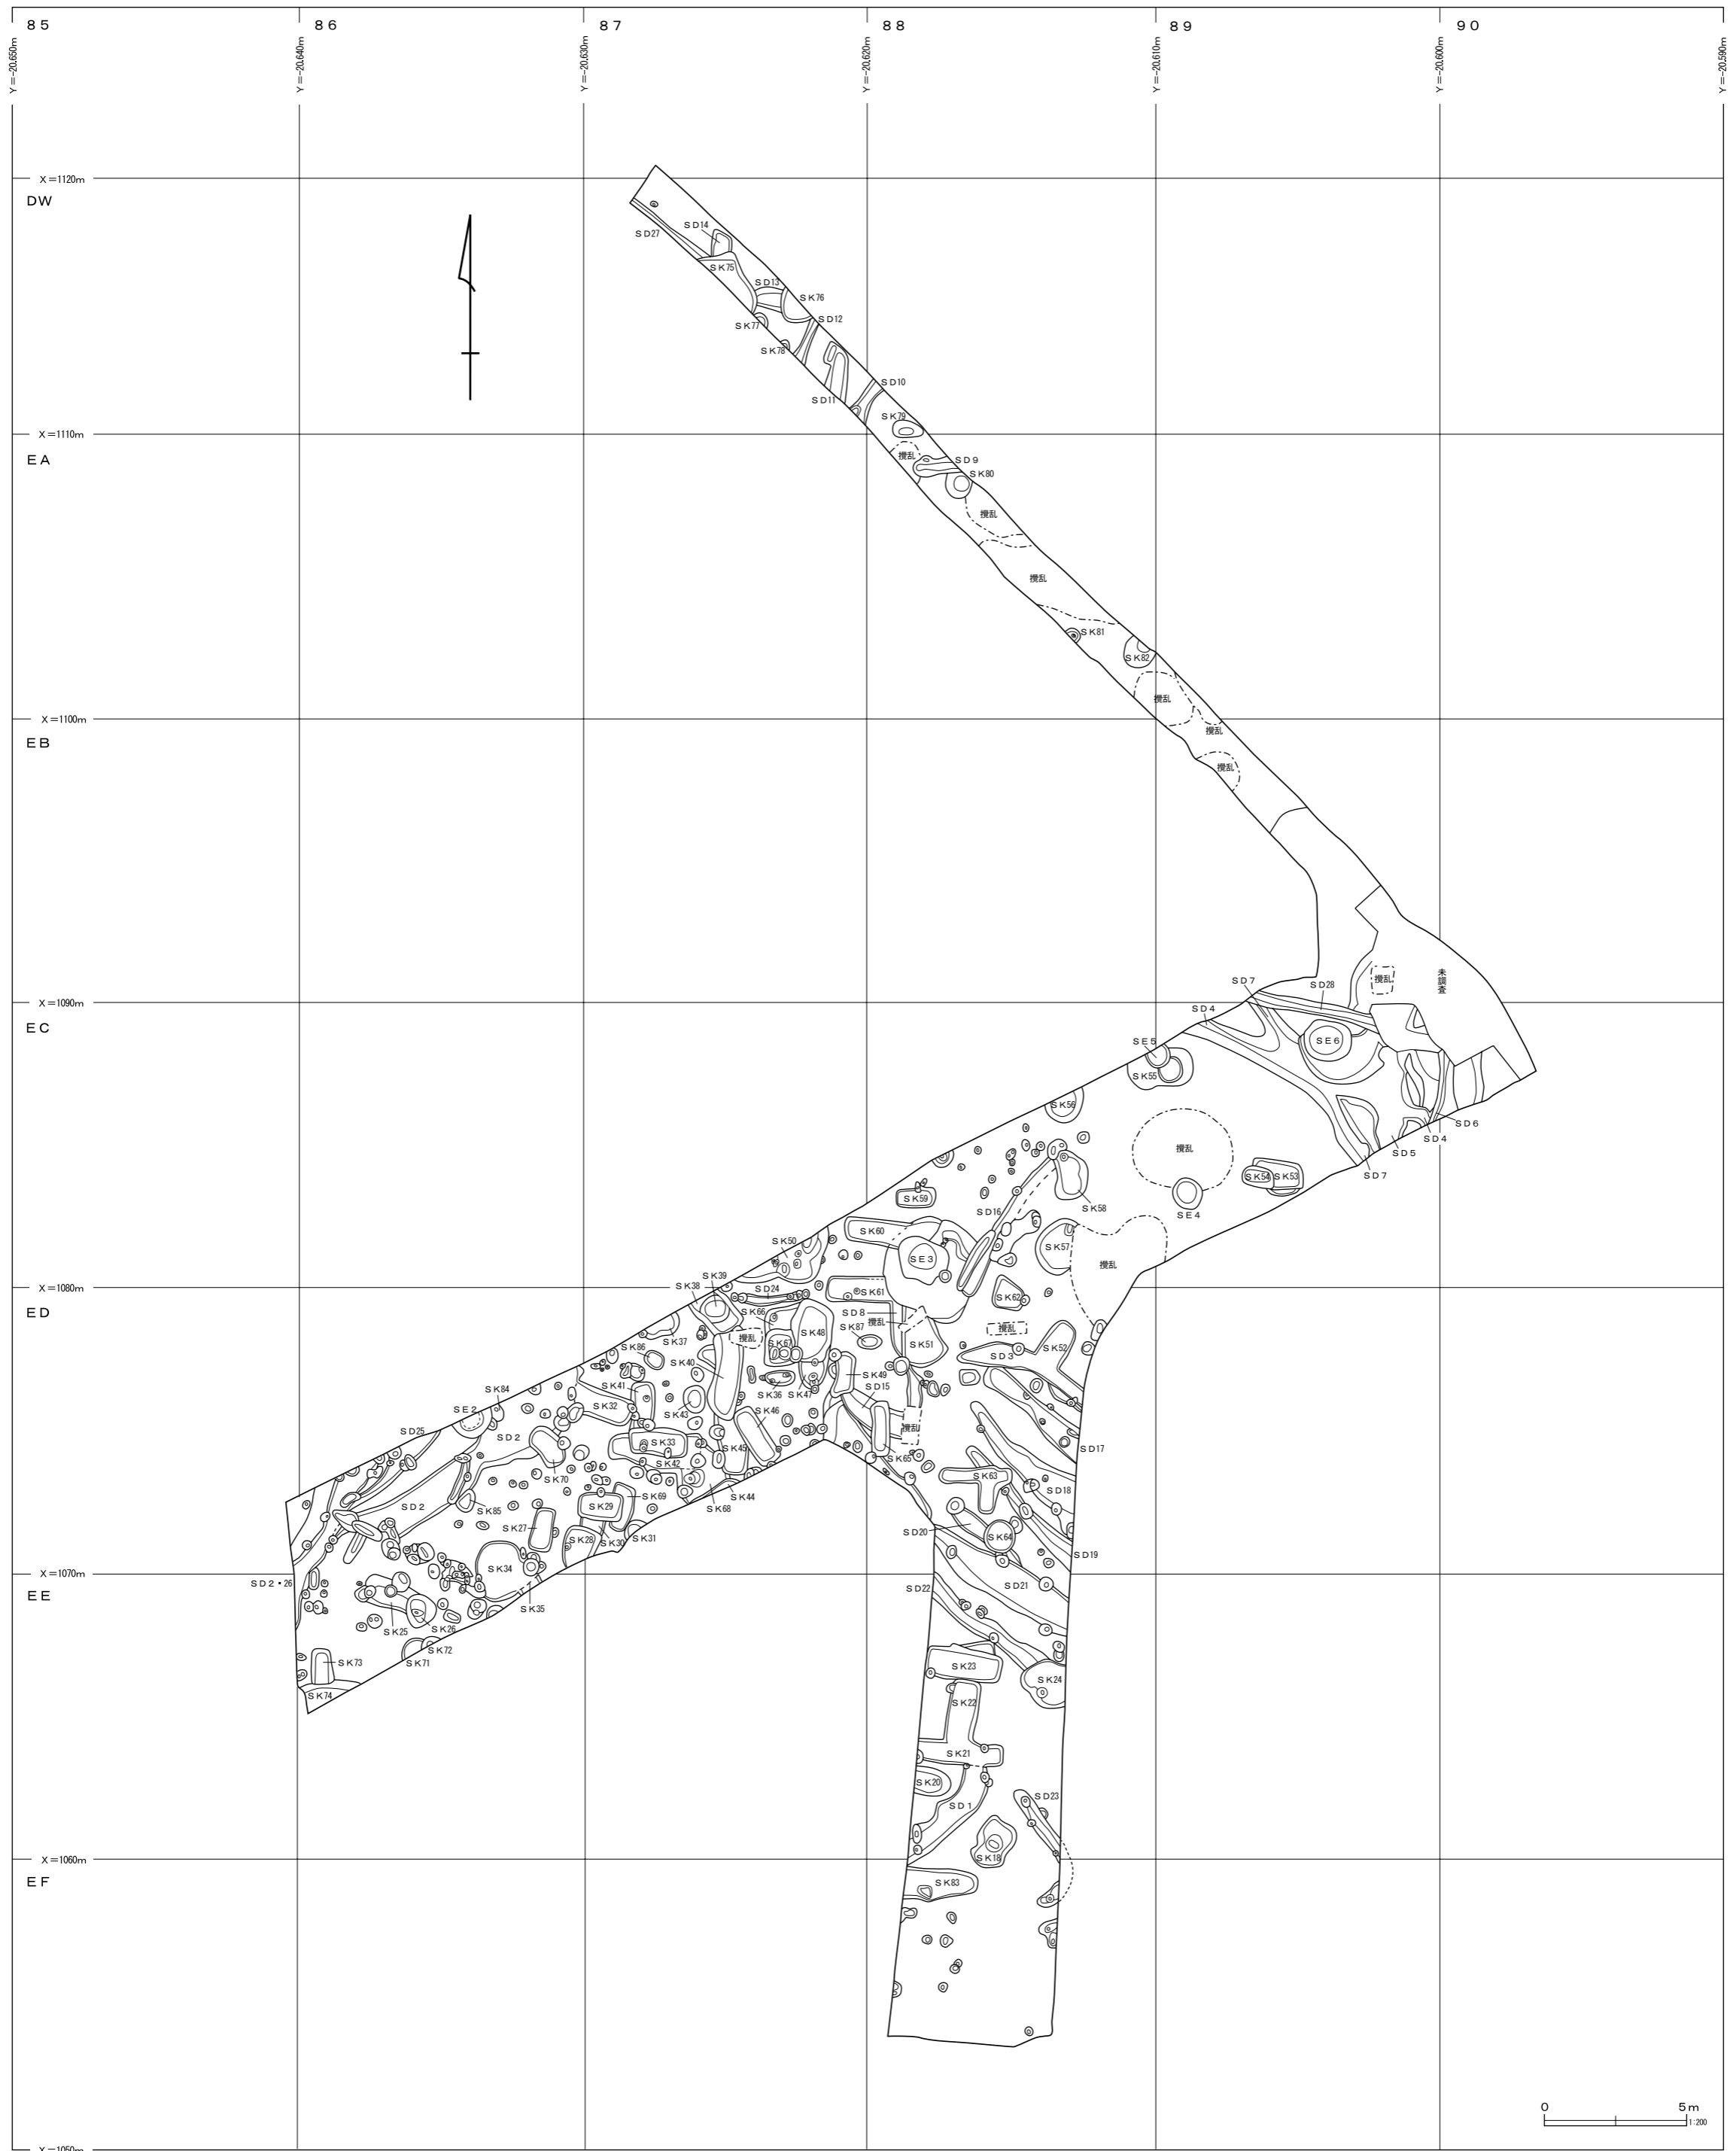 85 86 87 88 89 90
Y=-20.650m Y=-20.640m Y=-20.630m Y=-20.620m Y=-20.610m Y=-20.600m Y=-20.590m
X=1120m
DW
SD14
SD27
SK75
SD13
SK76
SK77
SD12
SK78
SD10
SD11
SK79
X=1110m
EA
攪乱
SD9
SK80
攪乱
攪乱
SK81
SK82
攪乱
X=1100m
EB
攪乱
攪乱
攪乱
未調査
SD7
SD28
X=1090m
EC
SD4
SE5
SE6
SK55
SK56
SD6
SD4
SD5
SD7
攪乱
SK54
SK53
SK59
SK58
SE4
SD16
SK60
SK50
SE3
SK57
攪乱
SK39
SK38
SD24
SK61
SK62
X=1080m
ED
SK66
SD8
攪乱
SK87
攪乱
SK48
攪乱
SK37
SK67
SK51
SK52
SK86
SD3
SK40
SK41
SK36
SK47
SK49
SD15
SK84
SK32
SK43
SK46
SE2
SD25
SD2
攪乱
SK33
SK45
SD17
SK42
SK65
SK70
SK63
SK44
SD18
SK69
SK68
SD2
SK85
SK29
SK27
SK28
SK30
SK31
SD20
SK64
SD19
SK34
X=1070m
SD2・26
EE
SK35
SD22
SD21
SK25
SK26
SK72
SK71
SK73
SK74
SK23
SK24
SK22
SK21
SK20
SD23
SD1
SK18
X=1060m
EF
SK83
0 5m
1:200
X=1050m